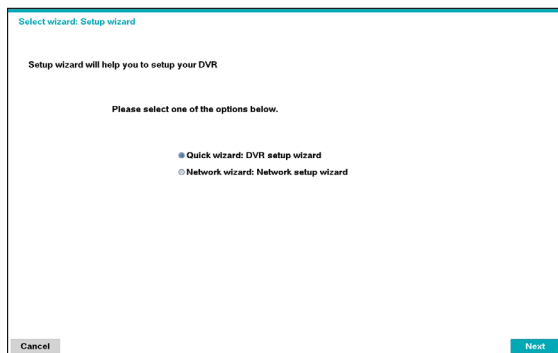 Select wizard: Setup wizard
Setup wizard will help you to setup your DVR
Please select one of the options below.
Quick wizard: DVR setup wizard
Network wizard: Network setup wizard
Cancel
Next